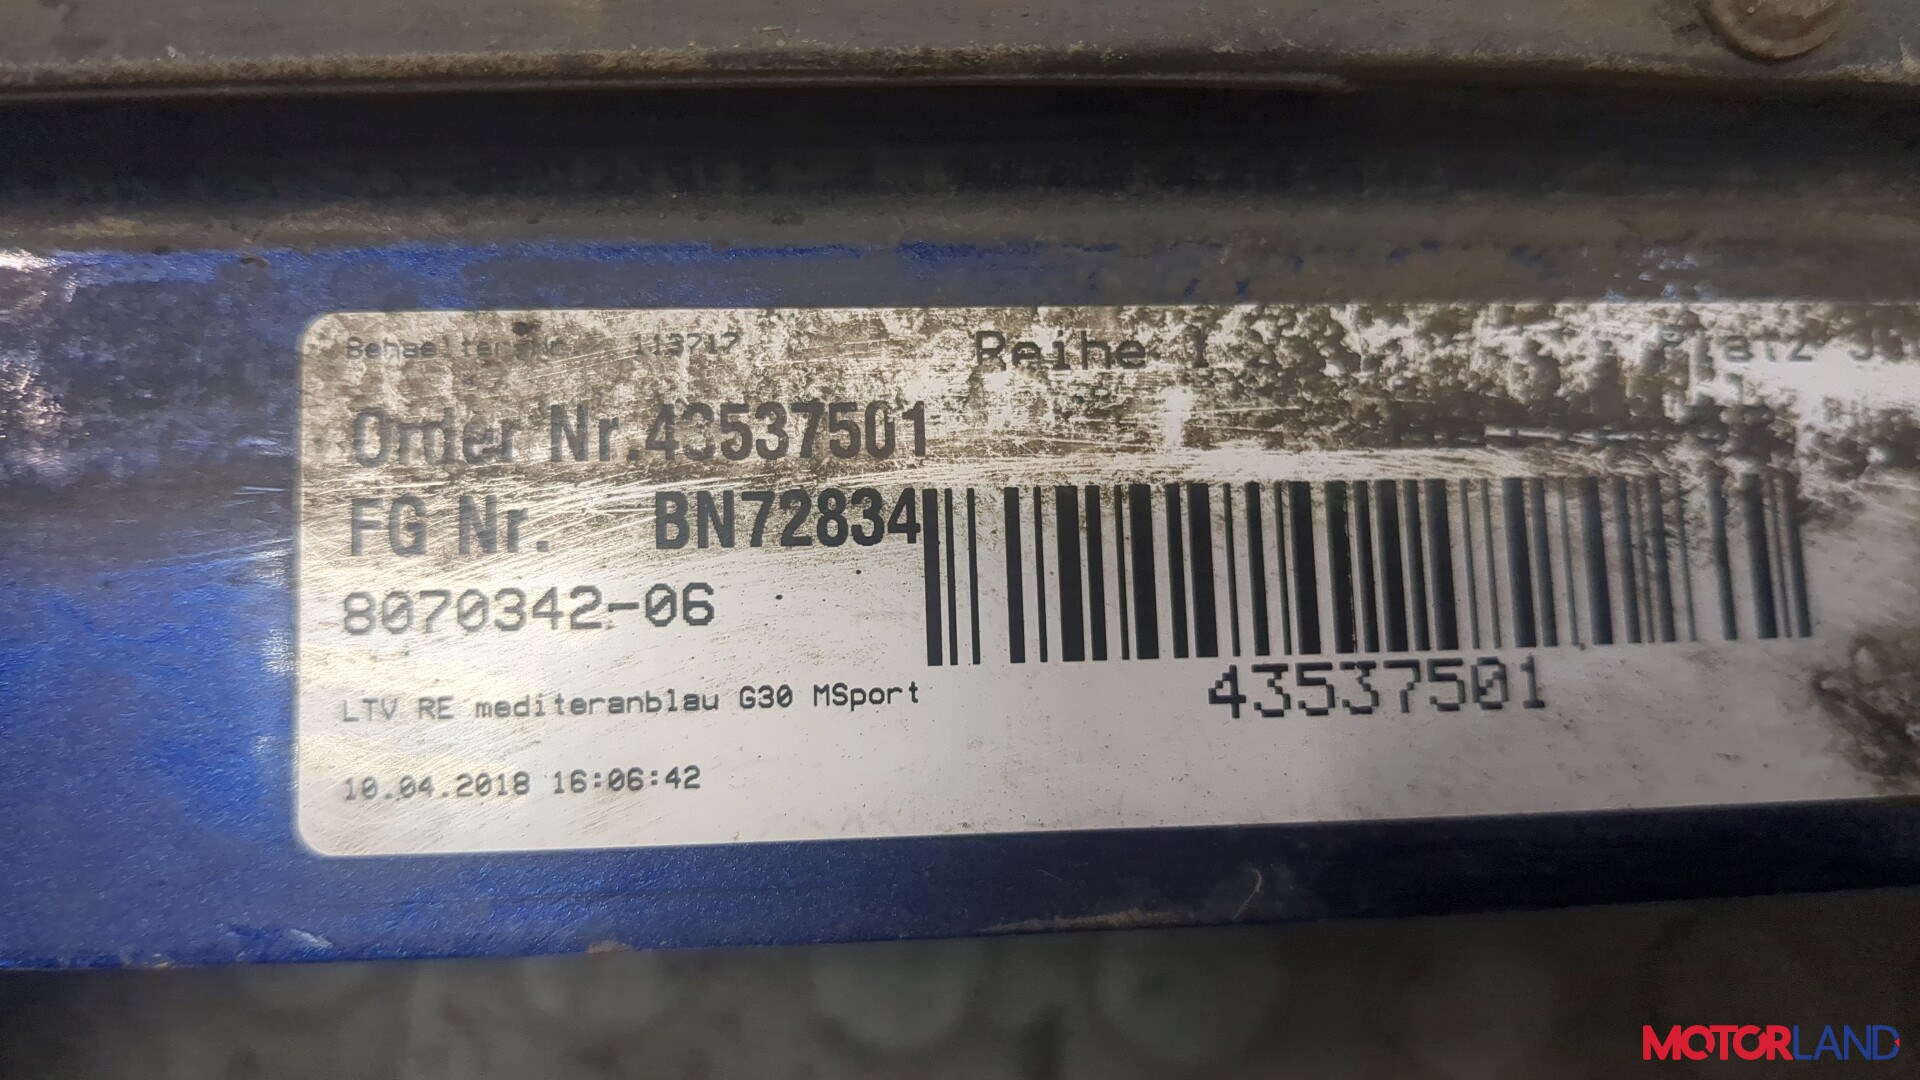 113717
Reihe 1
Order Nr.43537501
FG Nr. BN72834
8070342-06
43537501
LTV RE mediteranblau G30 MSport
10.04.2018 16:06:42
MOTORLAND